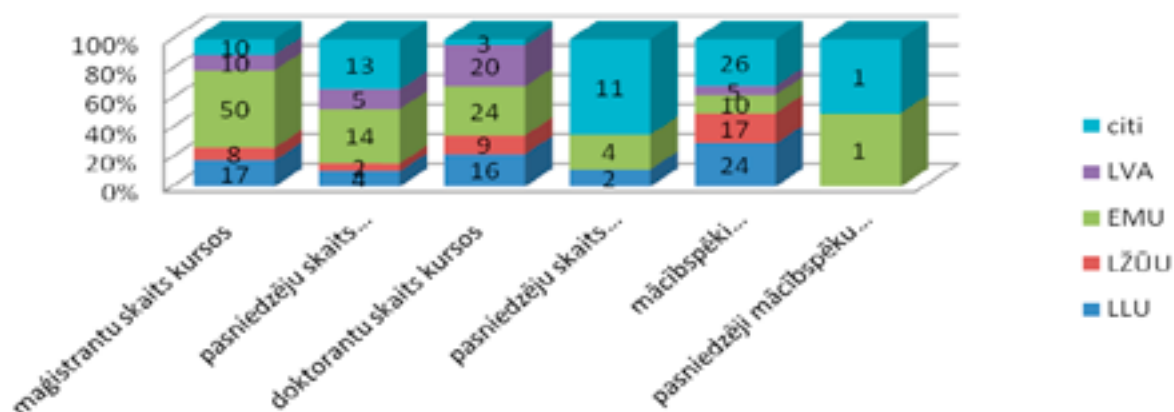 100%
80%
60%
40%
20%
0%
10
10
50
8
17
13
5
14
2
4
3
20
24
9
16
11
4
2
26
5
10
17
24
1
1
maģistrantu skaits kursos
pasniedzēju skaits...
doktorantu skaits kursos
pasniedzēju skaits...
mācībspēki...
pasniedzēji mācībspēku...
citi
LVA
EMU
LŽŪU
LLU